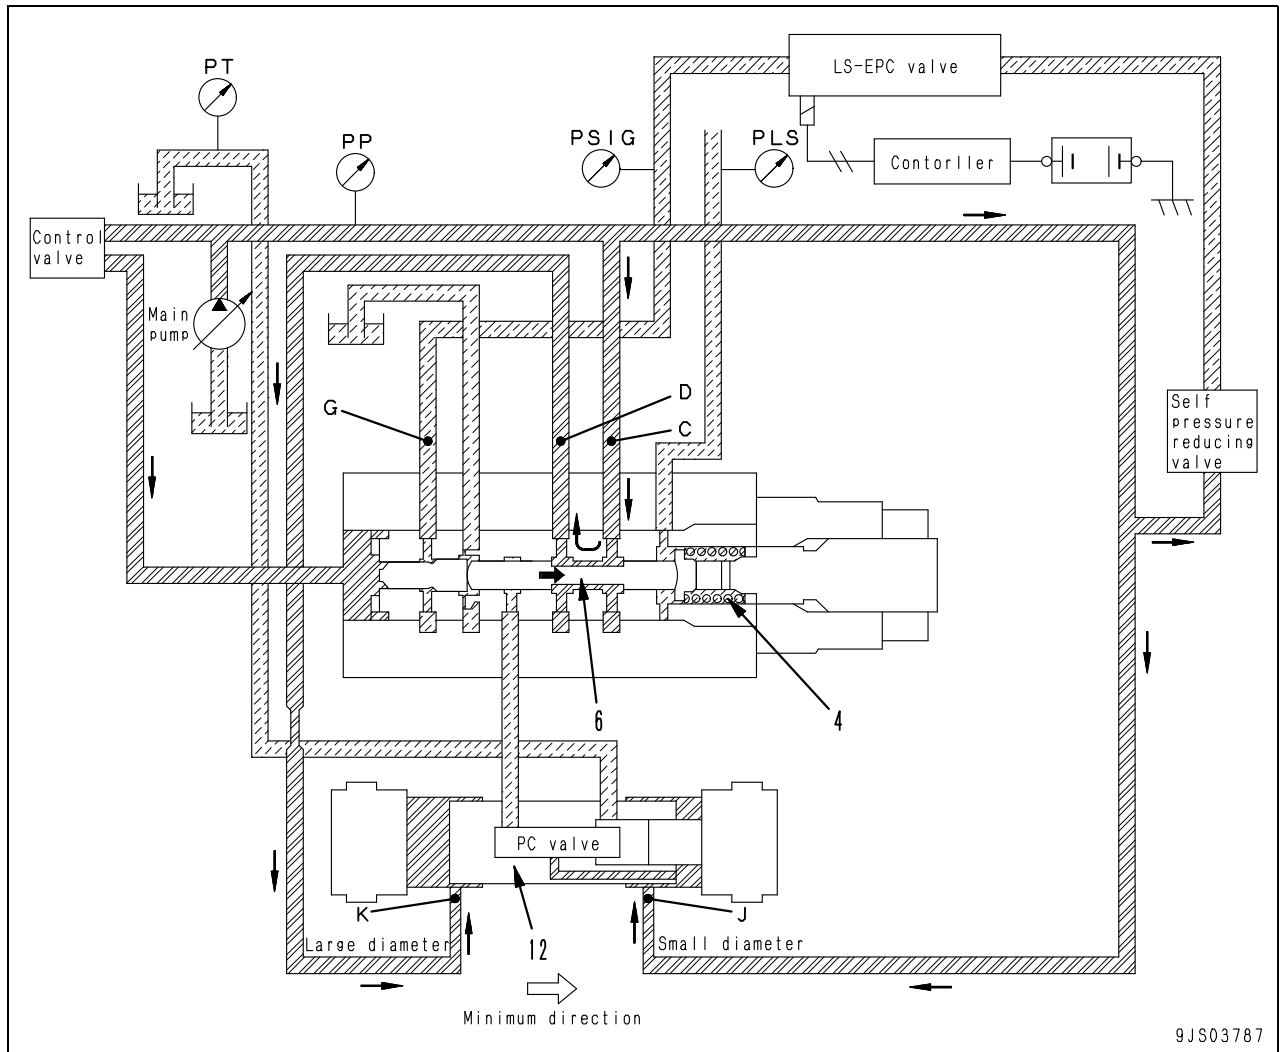 PT
LS-EPC valve
PP
PSIG
PLS
Contorller
Control
valve
Main
pump
G
D
C
Self
pressure
reducing
valve
6
4
PC valve
K
J
12
Large diameter
Small diameter
Minimum direction
9JS03787